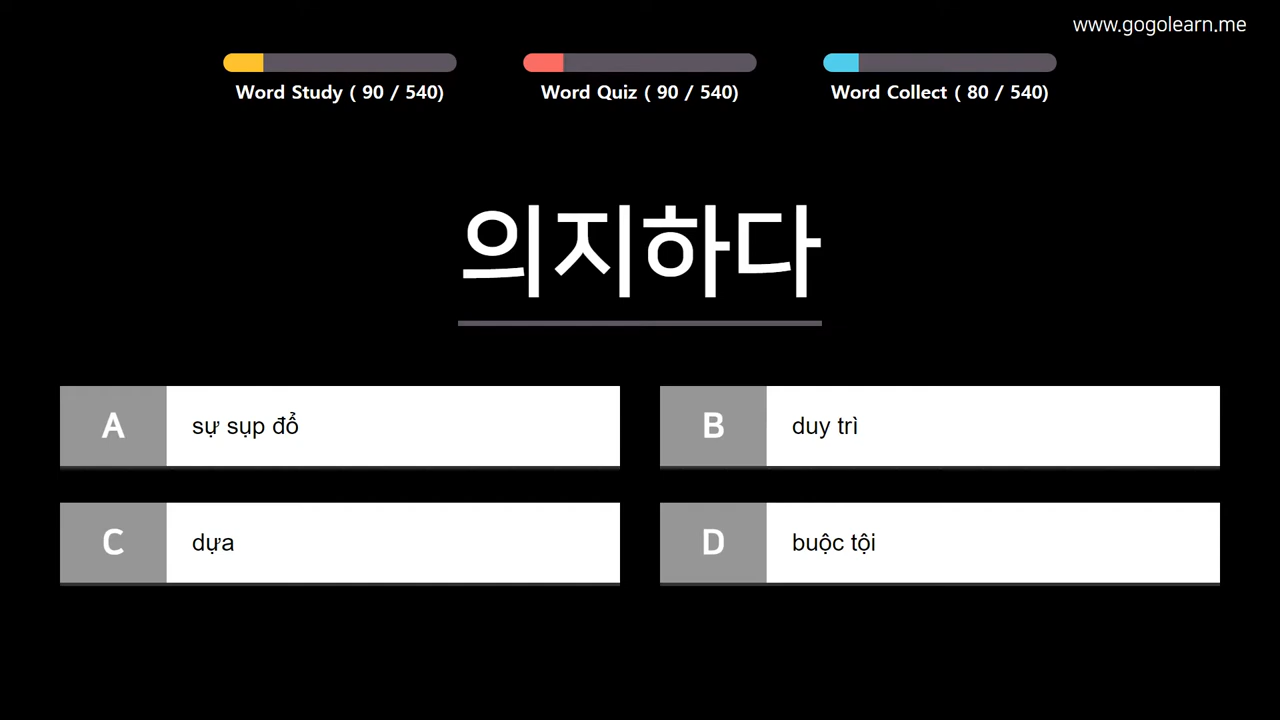 www.gogolearn.me
Word Study ( 90 / 540)
Word Quiz ( 90 / 540)
Word Collect ( 80 / 540)
의지하다
A sự sụp đổ
B duy trì
C dựa
D buộc tội